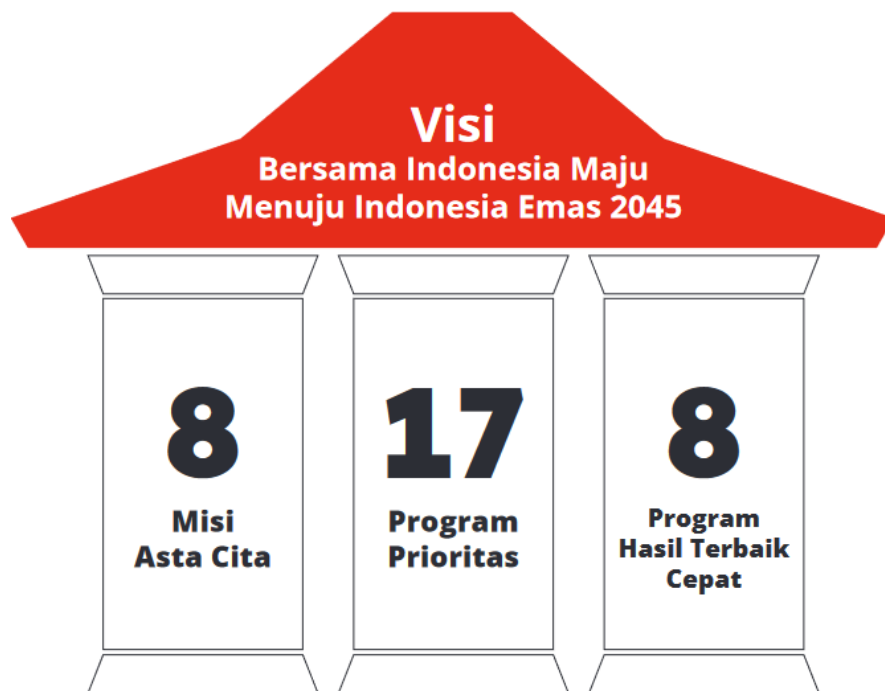 Visi
Bersama Indonesia Maju
Menuju Indonesia Emas 2045
8
Misi
Asta Cita
17
Program
Prioritas
8
Program
Hasil Terbaik
Cepat